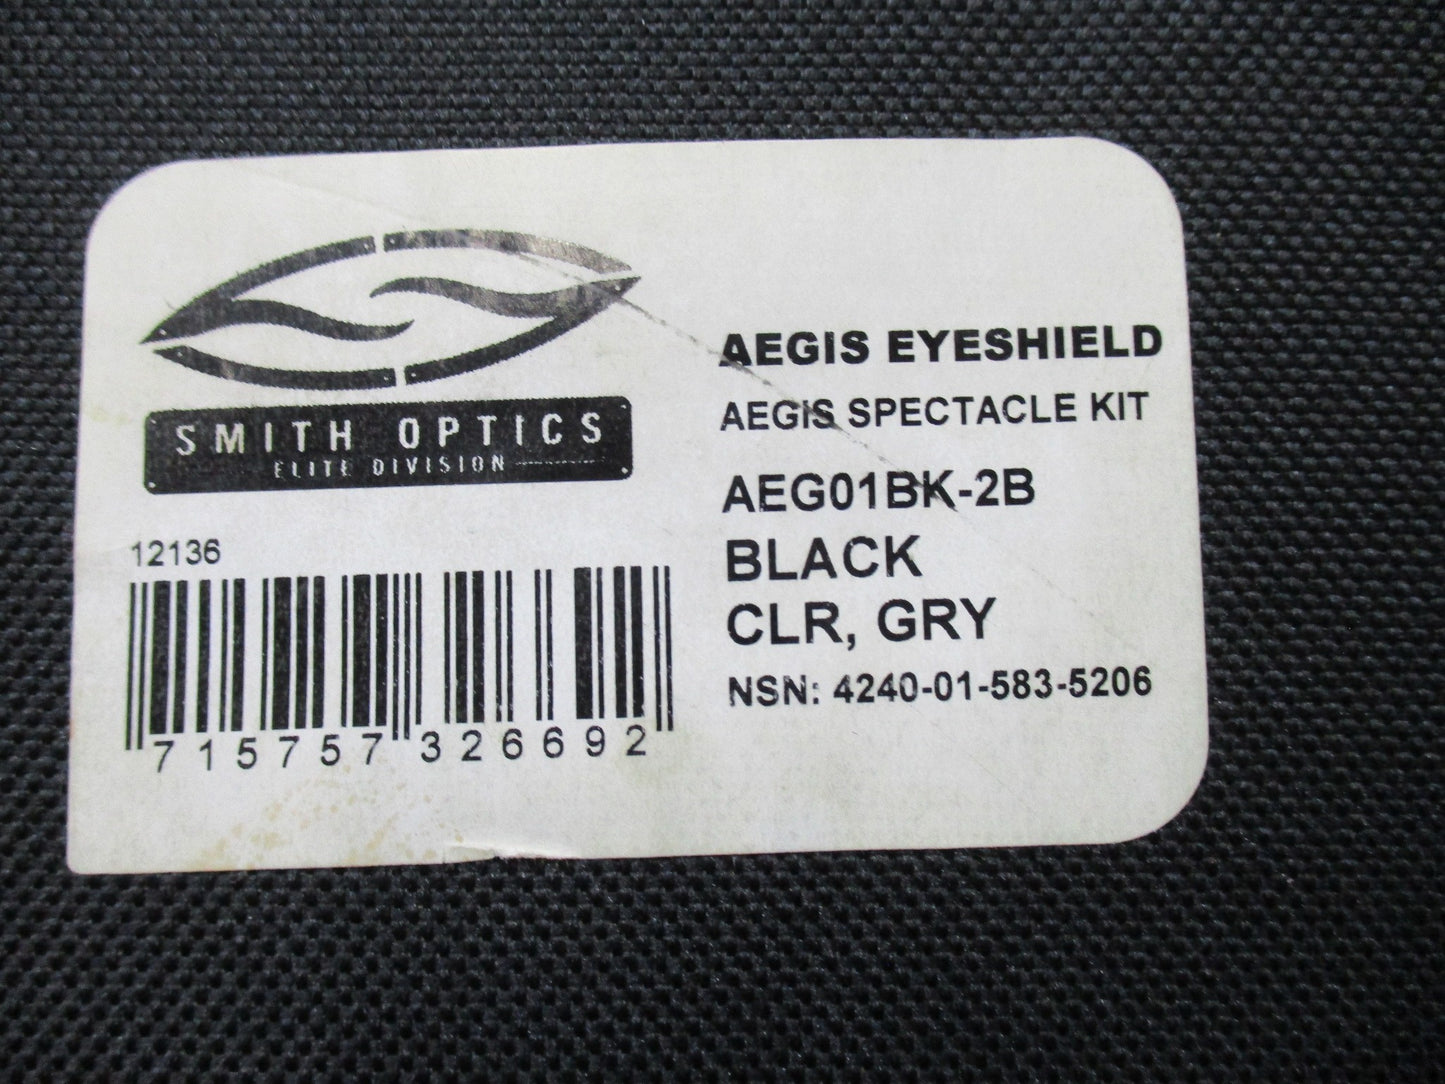 SMITH OPTICS
ELITE DIVISION
12136
715757 326692
AEGIS EYESHIELD
AEGIS SPECTACLE KIT
AEG01BK-2B
BLACK
CLR, GRY
NSN: 4240-01-583-5206